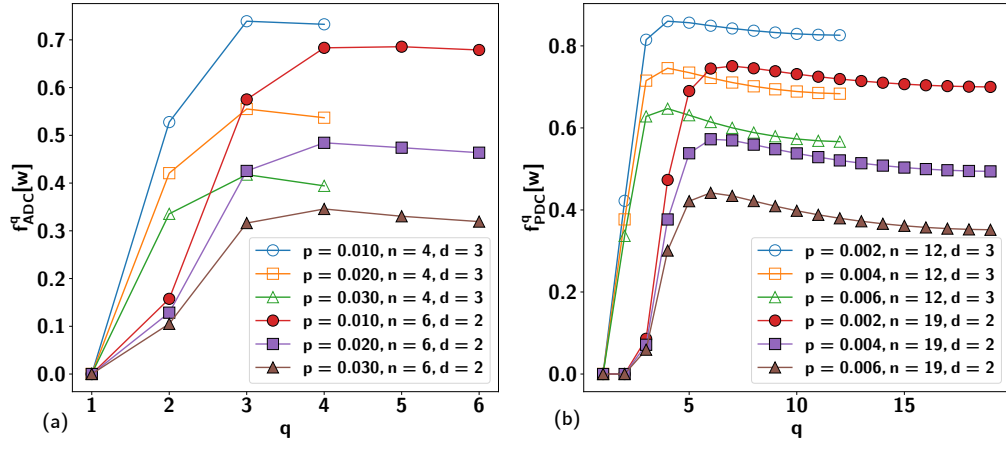 f^q_ADC[w]
0.7
0.6
0.5
0.4
0.3
0.2
0.1
0.0
p = 0.010, n = 4, d = 3
p = 0.020, n = 4, d = 3
p = 0.030, n = 4, d = 3
p = 0.010, n = 6, d = 2
p = 0.020, n = 6, d = 2
p = 0.030, n = 6, d = 2
1 2 3 4 5 6
(a) q
f^q_PDC[w]
0.8
0.6
0.4
0.2
0.0
p = 0.002, n = 12, d = 3
p = 0.004, n = 12, d = 3
p = 0.006, n = 12, d = 3
p = 0.002, n = 19, d = 2
p = 0.004, n = 19, d = 2
p = 0.006, n = 19, d = 2
5 10 15
(b) q